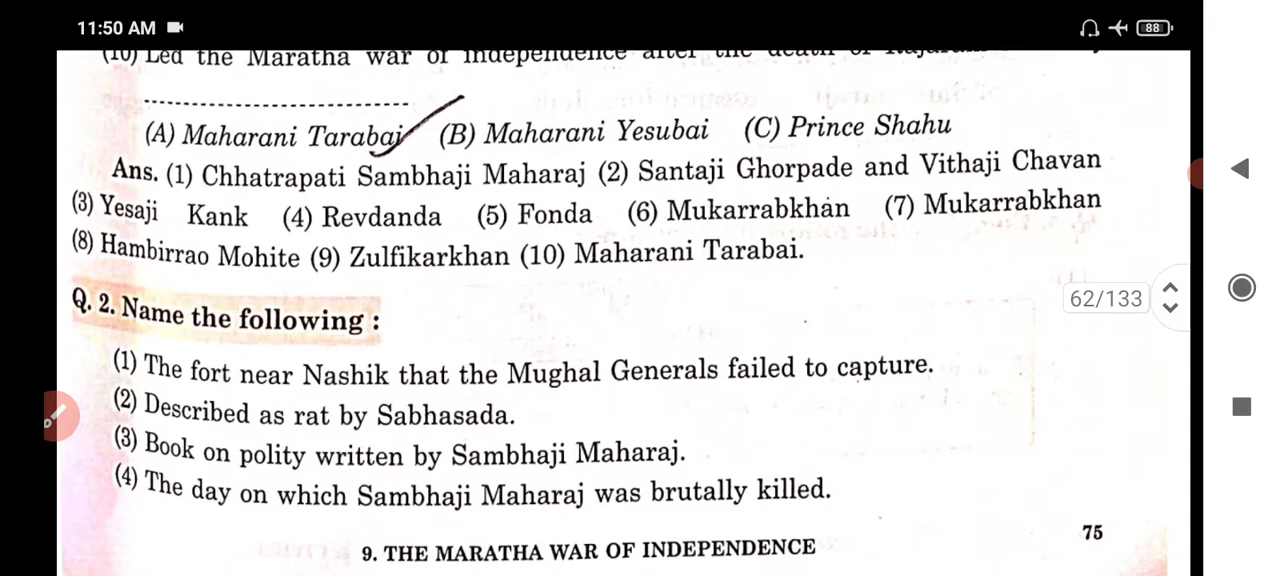 11:50 AM
88
(10) Led the Maratha war of independence after the death of Rajaram
(A) Maharani Tarabai (B) Maharani Yesubai (C) Prince Shahu
Ans. (1) Chhatrapati Sambhaji Maharaj (2) Santaji Ghorpade and Vithaji Chavan
(3) Yesaji Kank (4) Revdanda (5) Fonda (6) Mukarrabkhan (7) Mukarrabkhan
(8) Hambirrao Mohite (9) Zulfikarkhan (10) Maharani Tarabai.
62/133
Q. 2. Name the following :
(1) The fort near Nashik that the Mughal Generals failed to capture.
(2) Described as rat by Sabhasada.
(3) Book on polity written by Sambhaji Maharaj.
(4) The day on which Sambhaji Maharaj was brutally killed.
75
9. THE MARATHA WAR OF INDEPENDENCE